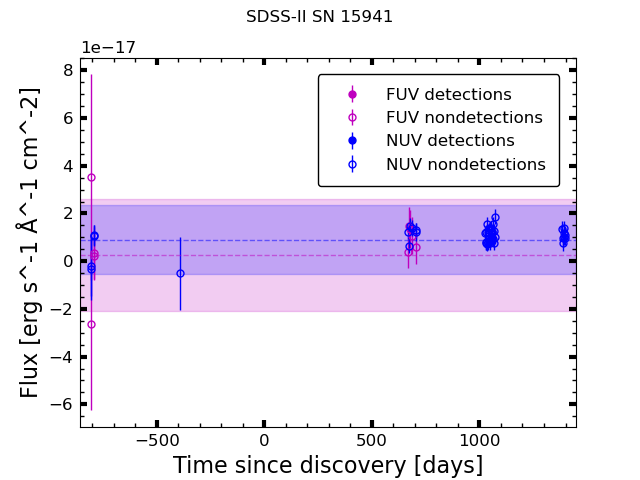 SDSS-II SN 15941
1e−17
8
6
4
2
0
−2
−4
−6
Flux [erg s^-1 Å^-1 cm^-2]
FUV detections
FUV nondetections
NUV detections
NUV nondetections
−500 0 500 1000
Time since discovery [days]